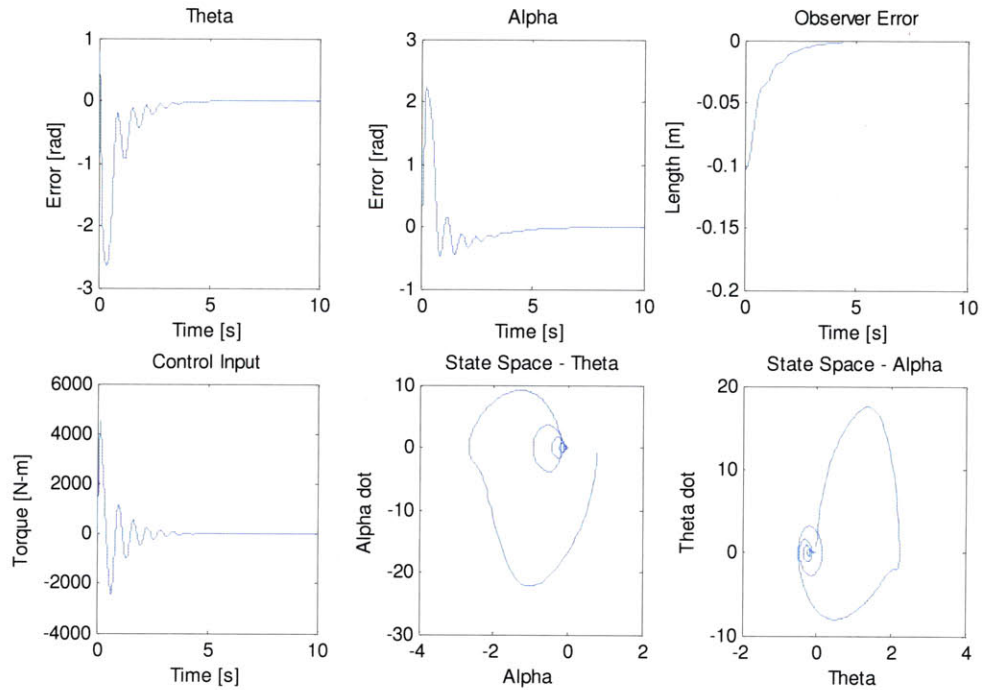 Theta
Error [rad]
1
0
-1
-2
-3
0
5
10
Time [s]
Alpha
Error [rad]
3
2
1
0
-1
0
5
10
Time [s]
Observer Error
Length [m]
0
-0.05
-0.1
-0.15
-0.2
0
5
10
Time [s]
Control Input
Torque [N-m]
6000
4000
2000
0
-2000
-4000
0
5
10
Time [s]
State Space - Theta
Alpha dot
10
0
-10
-20
-30
-4
-2
0
2
Alpha
State Space - Alpha
Theta dot
20
10
0
-10
-2
0
2
4
Theta